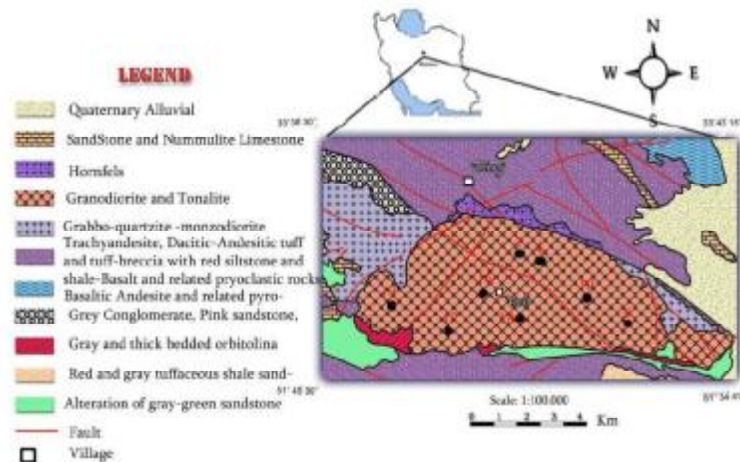 N
W E
S
LEGEND
Quaternary Alluvial
SandStone and Nummulite Limestone
Hornfels
Granodiorite and Tonalite
Grabbo-quartzite -monzodiorite
Trachyandesite, Dacitic-Andesitic tuff
and tuff-breccia with red siltstone and
shale-Basalt and related pryoclastic rocks
Basaltic Andesite and related pyro-
Grey Conglomerate, Pink sandstone,
Gray and thick bedded orbitolina
Red and gray tuffaceous shale sand-
Alteration of gray-green sandstone
Fault
Village
Scale: 1:100.000
0 1 2 3 4 Km